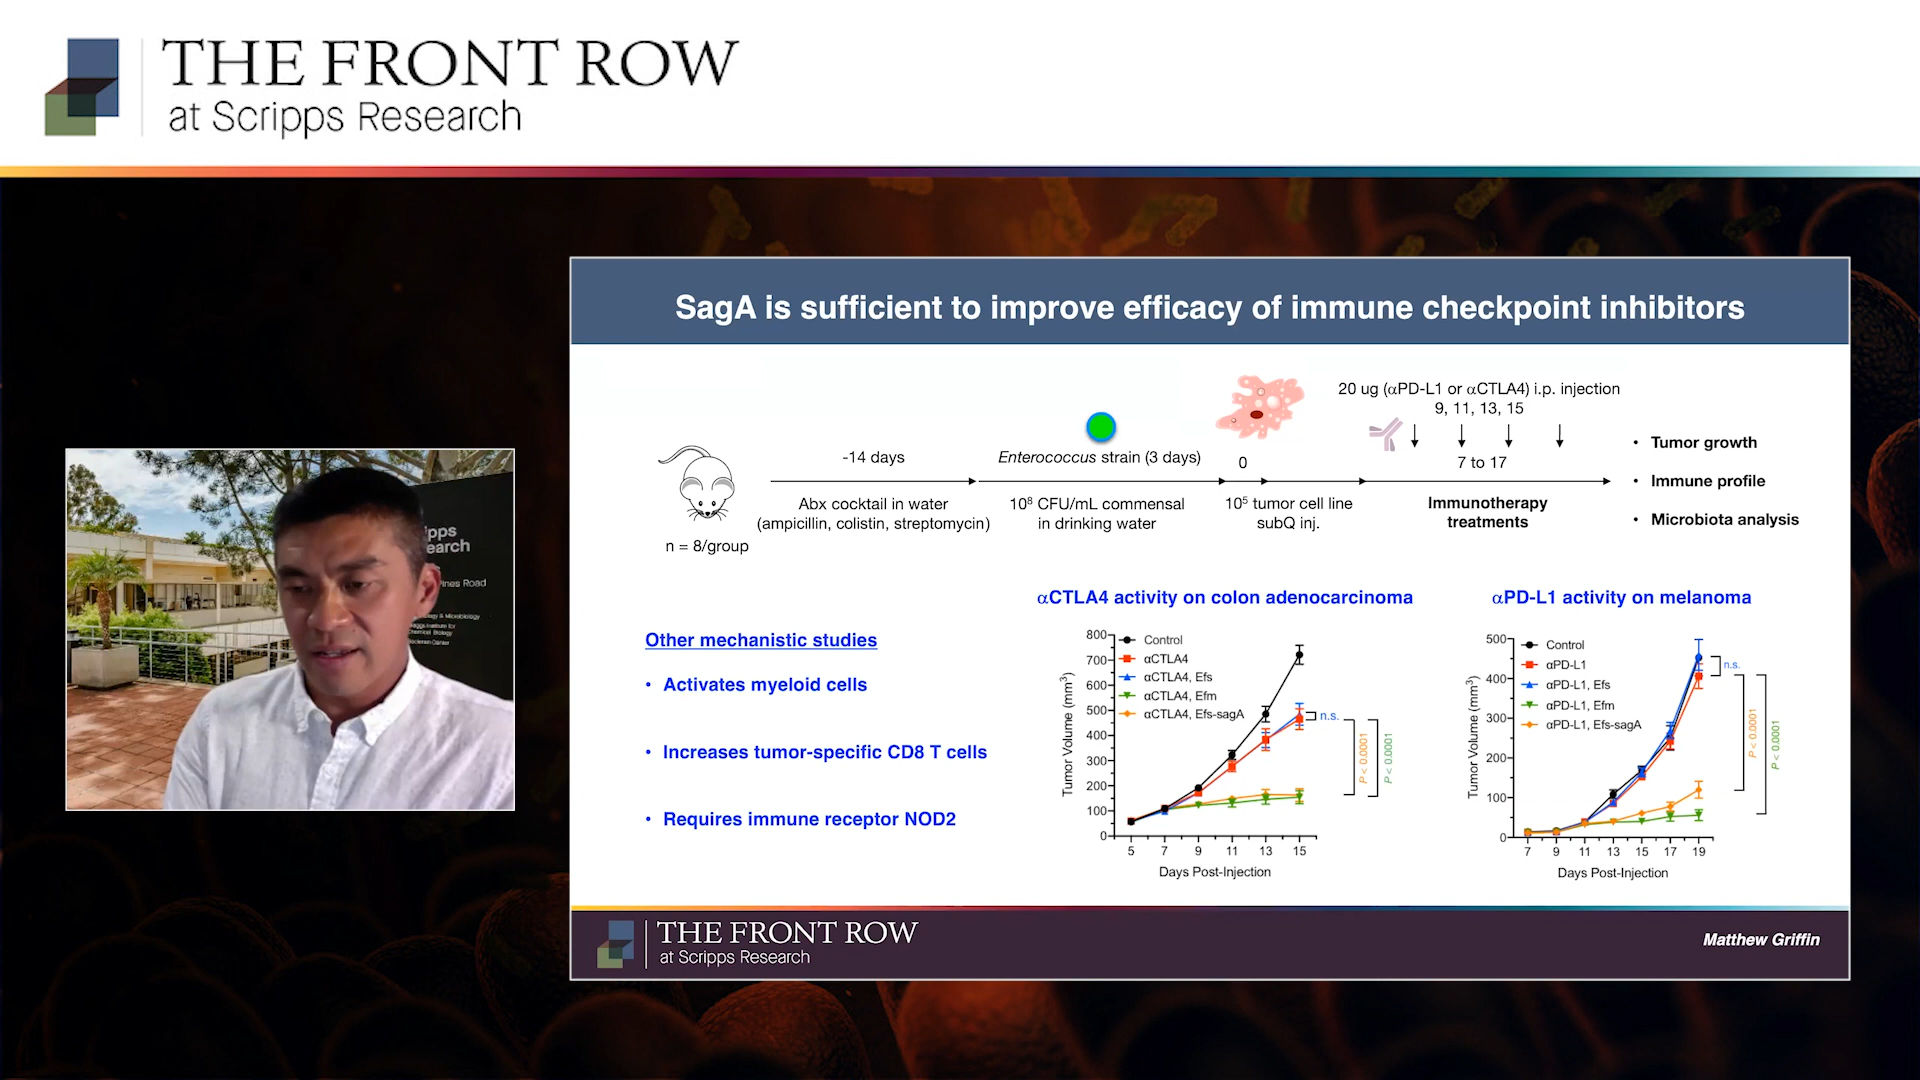 THE FRONT ROW
at Scripps Research
pps
earch
ines Road
SagA is sufficient to improve efficacy of immune checkpoint inhibitors
20 ug (αPD-L1 or αCTLA4) i.p. injection
9, 11, 13, 15
-14 days
Enterococcus strain (3 days)
0
7 to 17
Abx cocktail in water
(ampicillin, colistin, streptomycin)
10⁸ CFU/mL commensal
in drinking water
10⁵ tumor cell line
subQ inj.
Immunotherapy
treatments
n = 8/group
• Tumor growth
• Immune profile
• Microbiota analysis
Other mechanistic studies
• Activates myeloid cells
• Increases tumor-specific CD8 T cells
• Requires immune receptor NOD2
αCTLA4 activity on colon adenocarcinoma
Tumor Volume (mm³)
800
700
600
500
400
300
200
100
0
Control
αCTLA4
αCTLA4, Efs
αCTLA4, Efm
αCTLA4, Efs-sagA
n.s.
P < 0.0001
P < 0.0001
5 7 9 11 13 15
Days Post-Injection
αPD-L1 activity on melanoma
Tumor Volume (mm³)
500
400
300
200
100
0
Control
αPD-L1
αPD-L1, Efs
αPD-L1, Efm
αPD-L1, Efs-sagA
n.s.
P < 0.0001
P < 0.0001
7 9 11 13 15 17 19
Days Post-Injection
THE FRONT ROW
at Scripps Research
Matthew Griffin